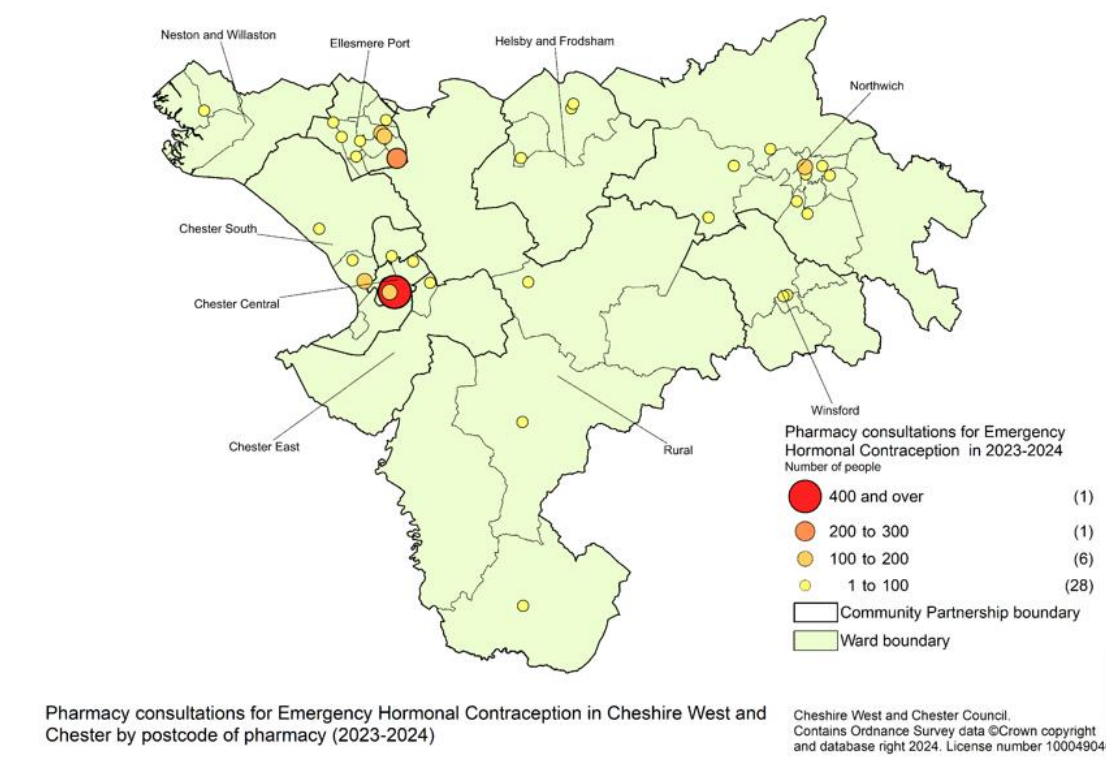 Neston and Willaston
Ellesmere Port
Helsby and Frodsham
Northwich
Chester South
Chester Central
Chester East
Rural
Winsford
Pharmacy consultations for Emergency
Hormonal Contraception in 2023-2024
Number of people
400 and over (1)
200 to 300 (1)
100 to 200 (6)
1 to 100 (28)
Community Partnership boundary
Ward boundary
Pharmacy consultations for Emergency Hormonal Contraception in Cheshire West and
Chester by postcode of pharmacy (2023-2024)
Cheshire West and Chester Council.
Contains Ordnance Survey data ©Crown copyright
and database right 2024. License number 10004904